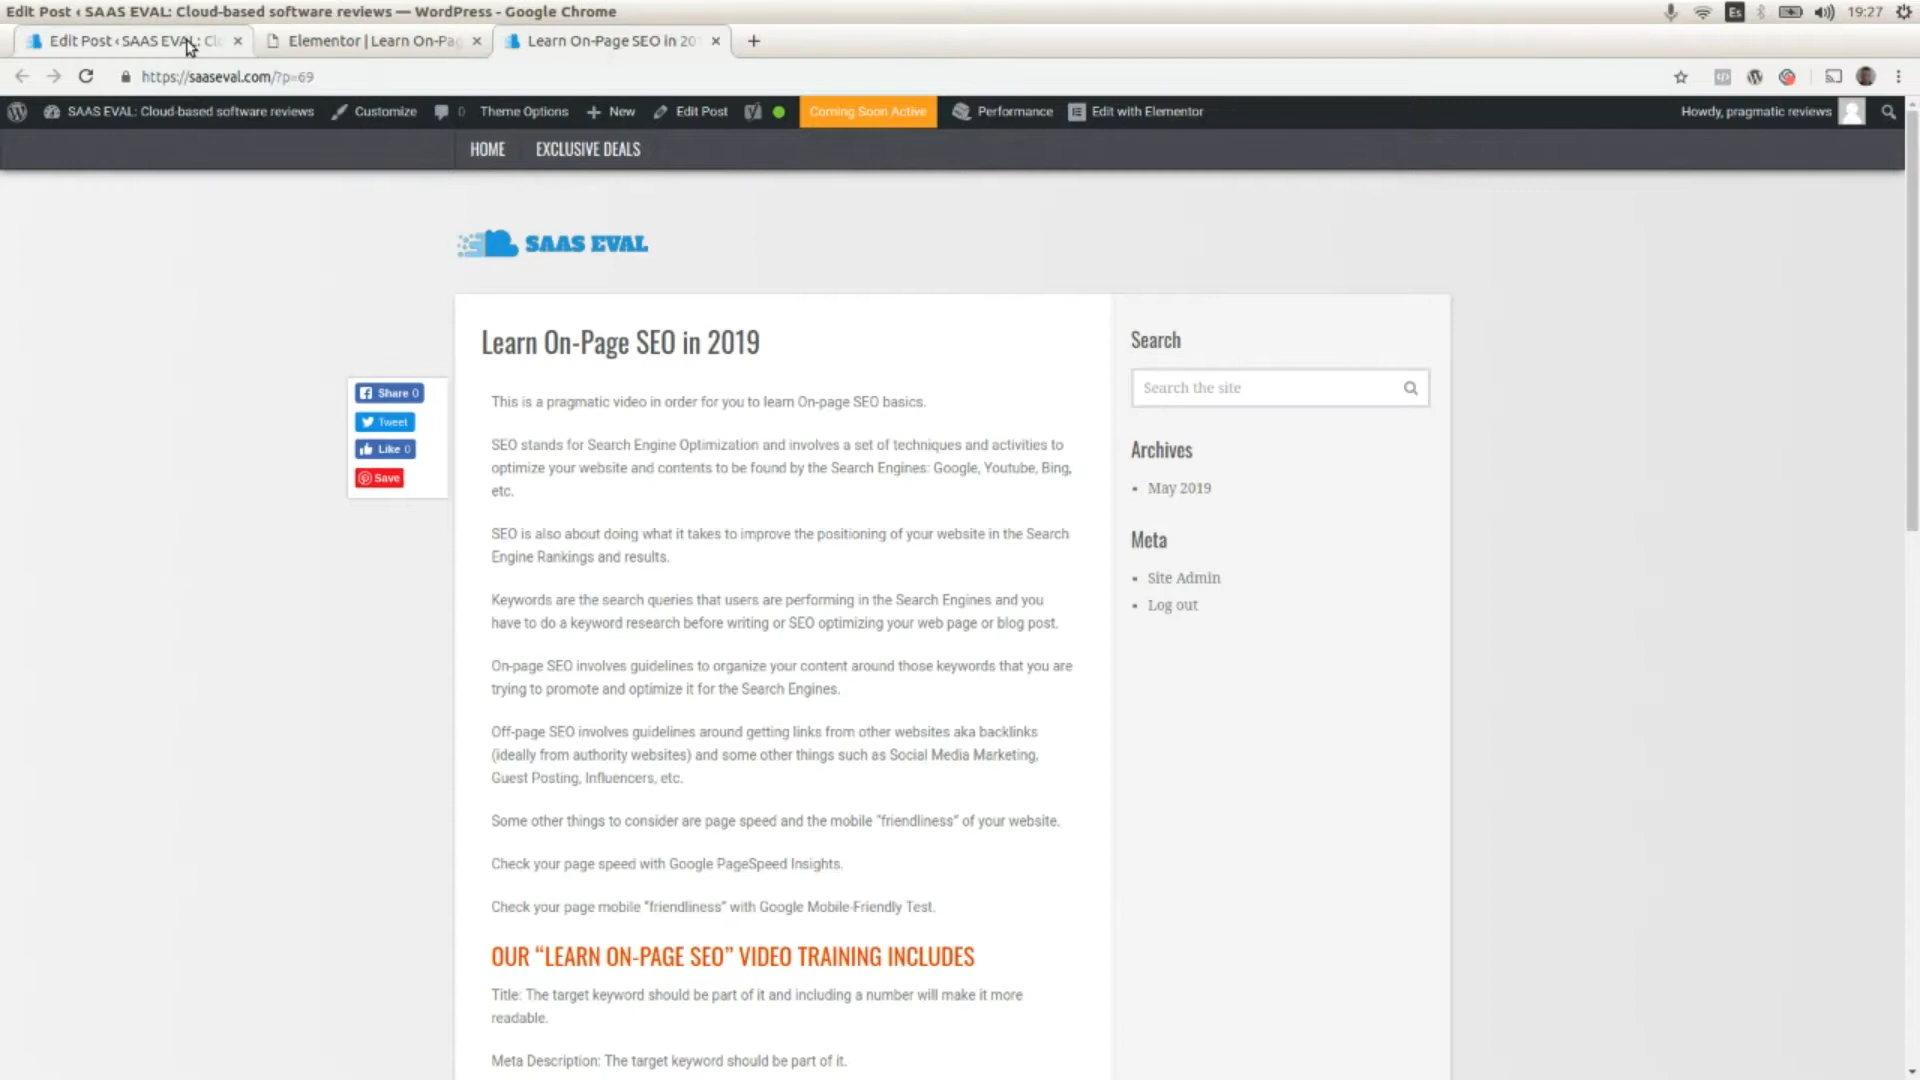 Edit Post ‹ SAAS EVAL: Cloud-based software reviews — WordPress - Google Chrome
Es
19:27
Edit Post ‹ SAAS EVAL: Clo
Elementor | Learn On-Pag
Learn On-Page SEO in 201
https://saaseval.com/?p=69
SAAS EVAL: Cloud-based software reviews
Customize
0
Theme Options
New
Edit Post
Coming Soon Active
Performance
Edit with Elementor
Howdy, pragmatic reviews
HOME
EXCLUSIVE DEALS
SAAS EVAL
Learn On-Page SEO in 2019
Share 0
Tweet
Like 0
Save
This is a pragmatic video in order for you to learn On-page SEO basics.
SEO stands for Search Engine Optimization and involves a set of techniques and activities to
optimize your website and contents to be found by the Search Engines: Google, Youtube, Bing,
etc.
SEO is also about doing what it takes to improve the positioning of your website in the Search
Engine Rankings and results.
Keywords are the search queries that users are performing in the Search Engines and you
have to do a keyword research before writing or SEO optimizing your web page or blog post.
On-page SEO involves guidelines to organize your content around those keywords that you are
trying to promote and optimize it for the Search Engines.
Off-page SEO involves guidelines around getting links from other websites aka backlinks
(ideally from authority websites) and some other things such as Social Media Marketing,
Guest Posting, Influencers, etc.
Some other things to consider are page speed and the mobile “friendliness” of your website.
Check your page speed with Google PageSpeed Insights.
Check your page mobile “friendliness” with Google Mobile-Friendly Test.
OUR “LEARN ON-PAGE SEO” VIDEO TRAINING INCLUDES
Title: The target keyword should be part of it and including a number will make it more
readable.
Meta Description: The target keyword should be part of it.
Search
Search the site
Archives
May 2019
Meta
Site Admin
Log out